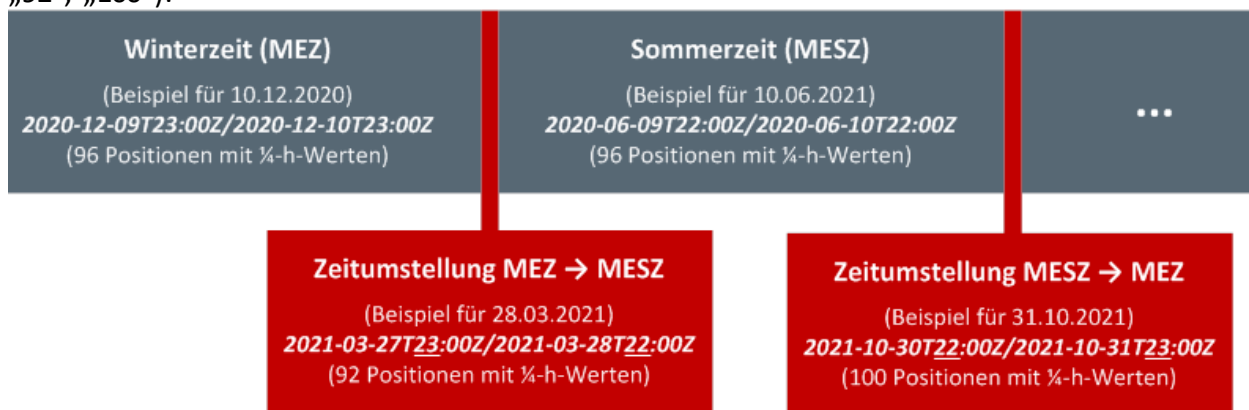 Winterzeit (MEZ)
(Beispiel für 10.12.2020)
2020-12-09T23:00Z/2020-12-10T23:00Z
(96 Positionen mit ¼-h-Werten)
Sommerzeit (MESZ)
(Beispiel für 10.06.2021)
2020-06-09T22:00Z/2020-06-10T22:00Z
(96 Positionen mit ¼-h-Werten)
...
Zeitumstellung MEZ → MESZ
(Beispiel für 28.03.2021)
2021-03-27T23:00Z/2021-03-28T22:00Z
(92 Positionen mit ¼-h-Werten)
Zeitumstellung MESZ → MEZ
(Beispiel für 31.10.2021)
2021-10-30T22:00Z/2021-10-31T23:00Z
(100 Positionen mit ¼-h-Werten)